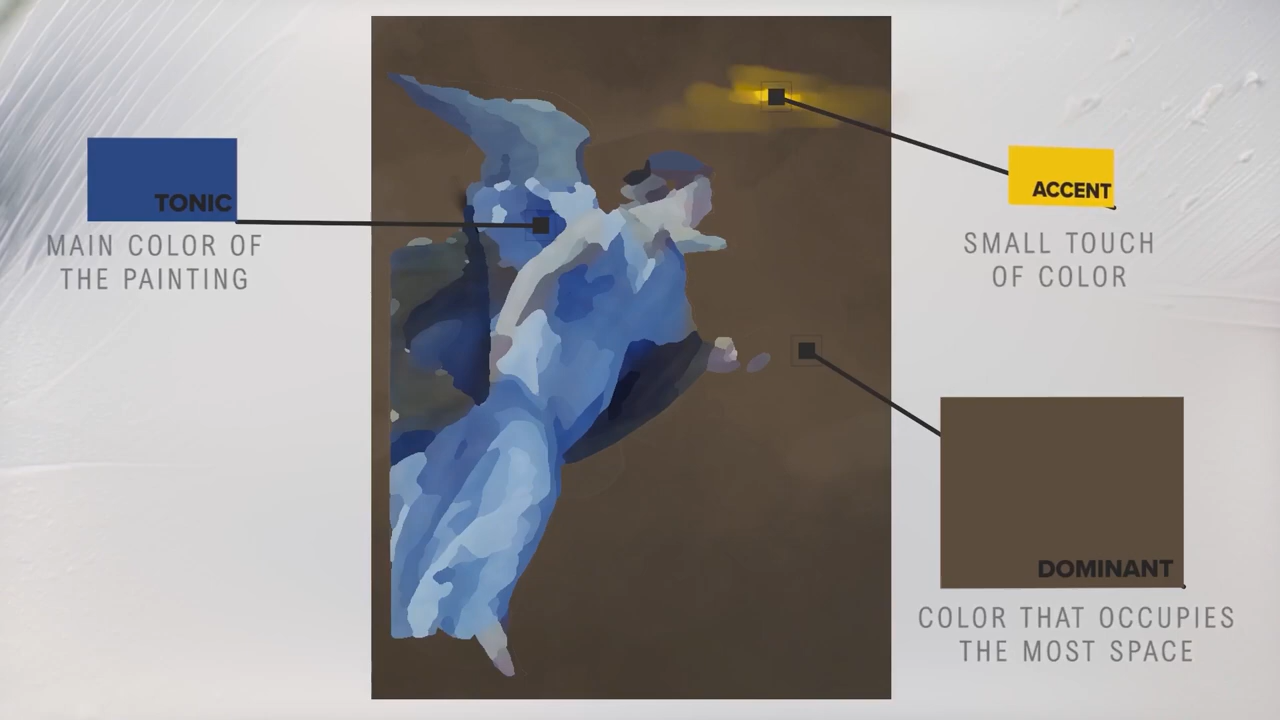 TONIC
MAIN COLOR OF
THE PAINTING
ACCENT
SMALL TOUCH
OF COLOR
DOMINANT
COLOR THAT OCCUPIES
THE MOST SPACE